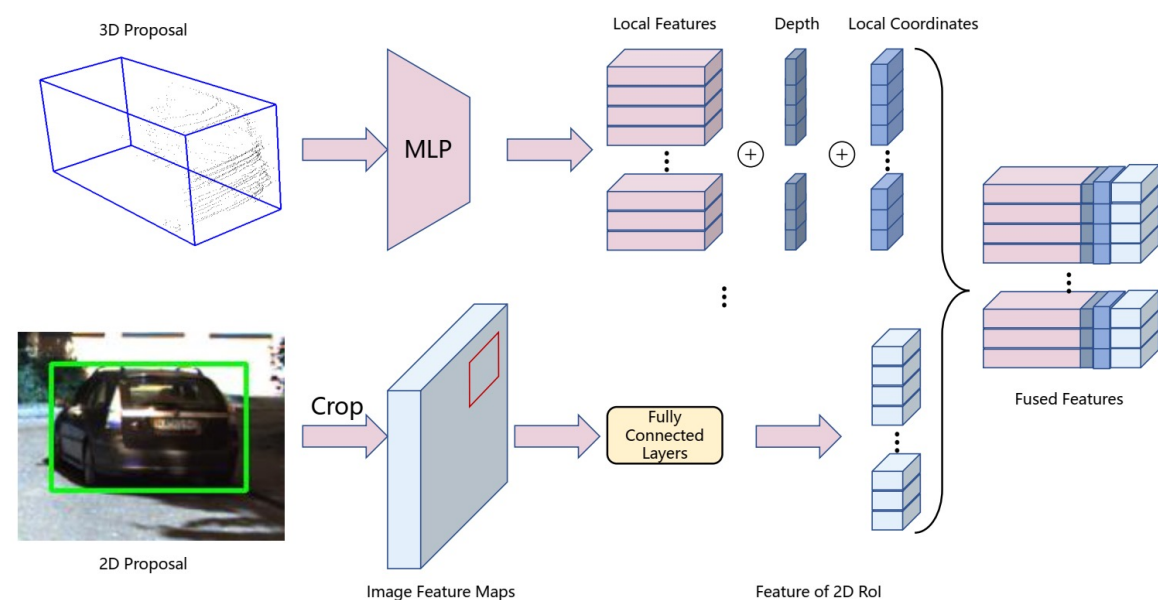 3D Proposal
Local Features
Depth
Local Coordinates
MLP
+
+
Fused Features
Crop
Fully
Connected
Layers
2D Proposal
Image Feature Maps
Feature of 2D RoI